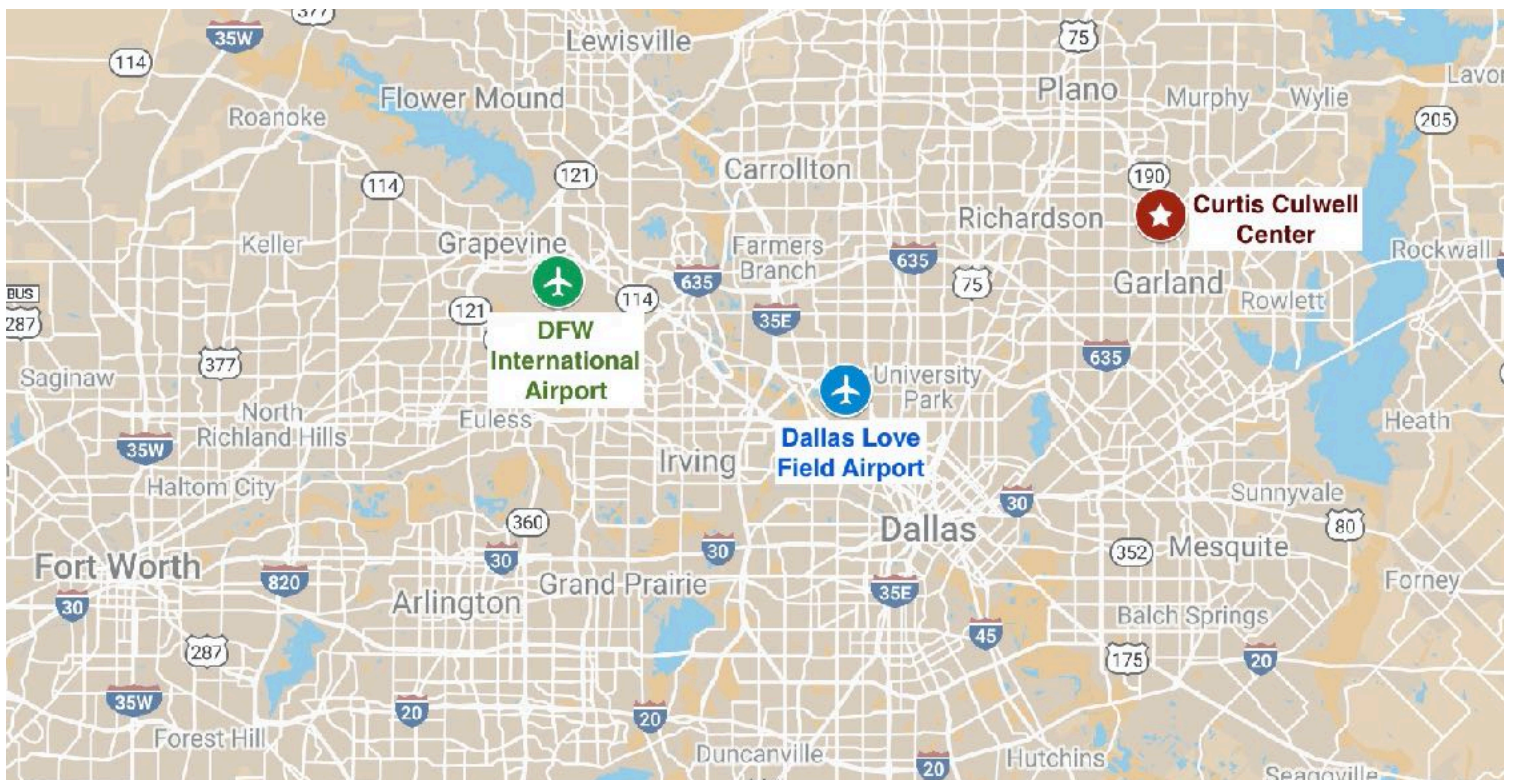 377
35W
Lewisville
75
114
Plano
Lavon
Flower Mound
Murphy
Wylie
Roanoke
205
Carrollton
121
190
114
Curtis Culwell
Center
Richardson
Keller
Grapevine
Farmers
Branch
635
Rockwall
635
75
Garland
BUS
287
121
114
Rowlett
35E
DFW
International
Airport
377
635
Saginaw
University
Park
North
Richland Hills
Euless
Heath
35W
Dallas Love
Field Airport
Irving
Haltom City
Sunnyvale
30
360
80
Dallas
30
30
352
Mesquite
Fort Worth
820
Grand Prairie
Forney
30
Arlington
35E
Balch Springs
45
287
175
20
35W
20
20
Forest Hill
Duncanville
Hutchins
20
Seagoville